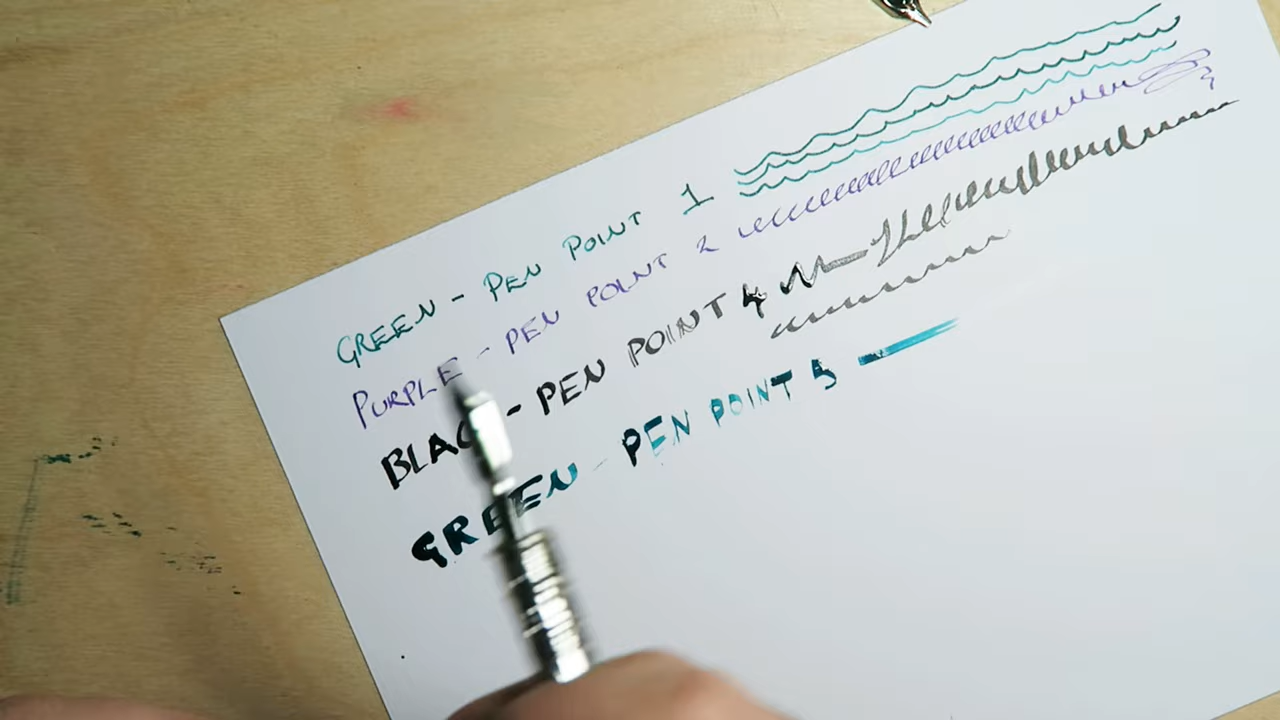 GREEN - PEN POINT 1
PURPLE - PEN POINT 2
BLAC - PEN POINT 4
GREEN - PEN POINT 5